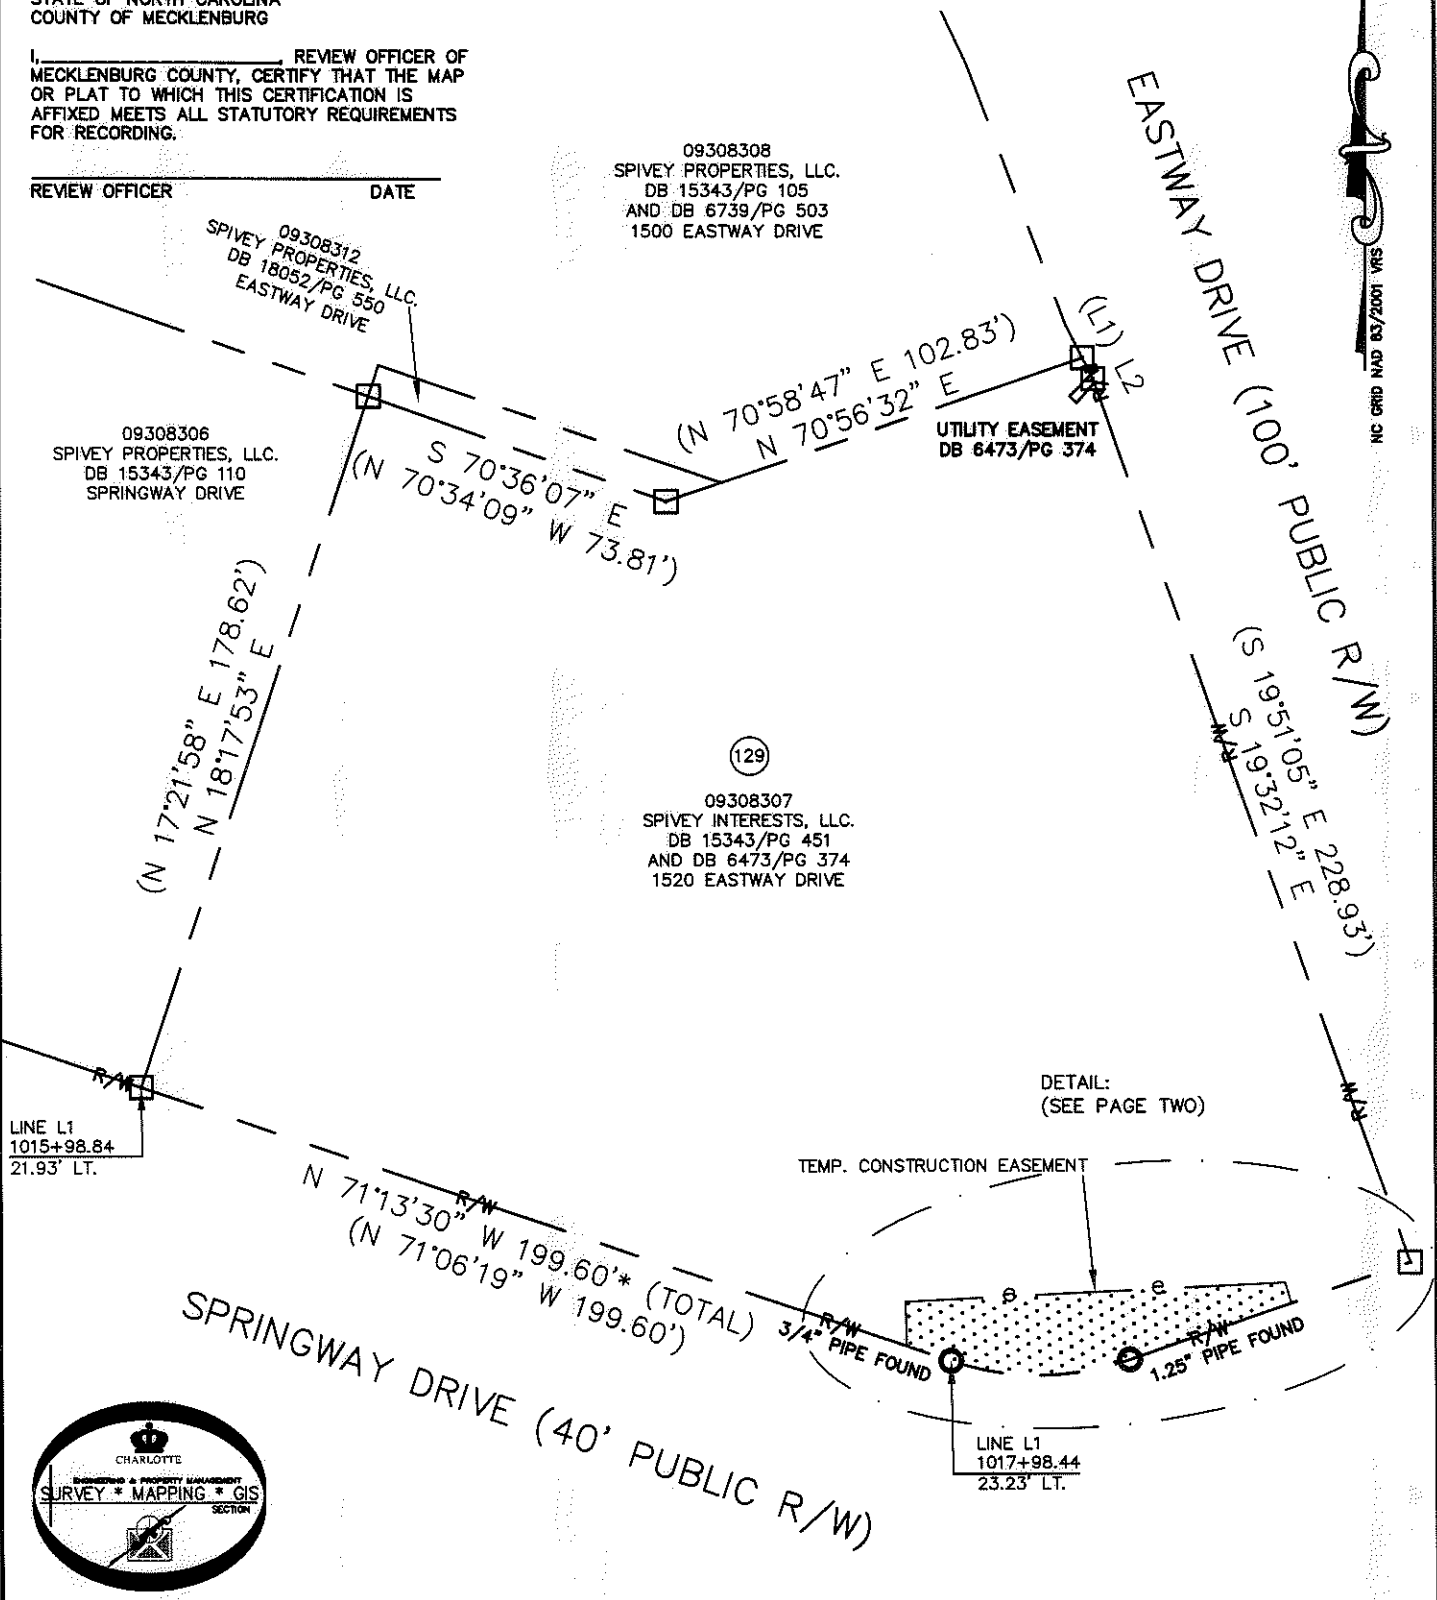 STATE OF NORTH CAROLINA
COUNTY OF MECKLENBURG
I,____________________, REVIEW OFFICER OF
MECKLENBURG COUNTY, CERTIFY THAT THE MAP
OR PLAT TO WHICH THIS CERTIFICATION IS
AFFIXED MEETS ALL STATUTORY REQUIREMENTS
FOR RECORDING.
REVIEW OFFICER DATE
09308308
SPIVEY PROPERTIES, LLC.
DB 15343/PG 105
AND DB 6739/PG 503
1500 EASTWAY DRIVE
09308312
SPIVEY PROPERTIES, LLC.
DB 18052/PG 550
EASTWAY DRIVE
EASTWAY DRIVE (100' PUBLIC R/W)
NC GRID NAD 83/2001 VRS
(L1) L2
(N 70°58'47" E 102.83')
N 70°56'32" E
UTILITY EASEMENT
DB 6473/PG 374
09308306
SPIVEY PROPERTIES, LLC.
DB 15343/PG 110
SPRINGWAY DRIVE
S 70°36'07" E
(N 70°34'09" W 73.81')
(N 17°21'58" E 178.62')
N 18°17'53" E
(S 19°51'05" E 228.93')
S 19°32'12" E
R/W
129
09308307
SPIVEY INTERESTS, LLC.
DB 15343/PG 451
AND DB 6473/PG 374
1520 EASTWAY DRIVE
R/W
R/W
DETAIL:
(SEE PAGE TWO)
LINE L1
1015+98.84
21.93' LT.
TEMP. CONSTRUCTION EASEMENT
R/W
N 71°13'30" W 199.60'* (TOTAL)
(N 71°06'19" W 199.60')
e e
R/W
3/4" PIPE FOUND
R/W
1.25" PIPE FOUND
SPRINGWAY DRIVE (40' PUBLIC R/W)
LINE L1
1017+98.44
23.23' LT.
CHARLOTTE
ENGINEERING & PROPERTY MANAGEMENT
SURVEY * MAPPING * GIS
SECTION